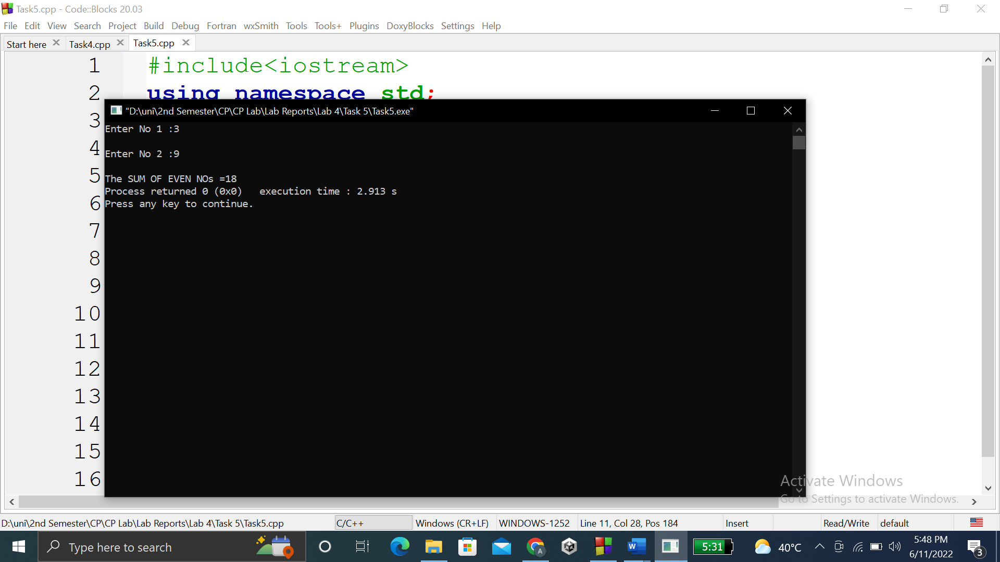 Task5.cpp - Code::Blocks 20.03
File Edit View Search Project Build Debug Fortran wxSmith Tools Tools+ Plugins DoxyBlocks Settings Help
Start here Task4.cpp Task5.cpp
1 #include<iostream>
2 using namespace std;
"D:\uni\2nd Semester\CP\CP Lab\Lab Reports\Lab 4\Task 5\Task5.exe"
3
Enter No 1 :3
4
Enter No 2 :9
5
The SUM OF EVEN NOs =18
Process returned 0 (0x0)   execution time : 2.913 s
6
Press any key to continue.
7
8
9
10
11
12
13
14
15
16
Activate Windows
Go to Settings to activate Windows.
D:\uni\2nd Semester\CP\CP Lab\Lab Reports\Lab 4\Task 5\Task5.cpp C/C++ Windows (CR+LF) WINDOWS-1252 Line 11, Col 28, Pos 184 Insert Read/Write default
Type here to search
W
A
5:31
40°C
5:48 PM
6/11/2022
3